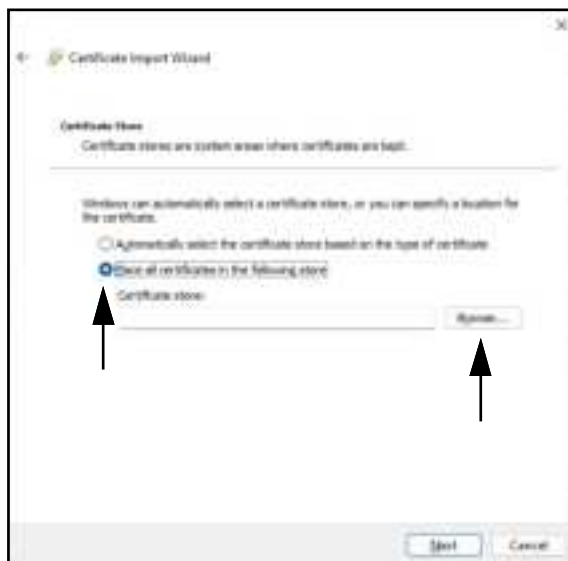 Certificate Import Wizard
Certificate Store
Certificate stores are system areas where certificates are kept.
Windows can automatically select a certificate store, or you can specify a location for
the certificate.
Automatically select the certificate store based on the type of certificate
Place all certificates in the following store
Certificate store:
Browse...
Next
Cancel